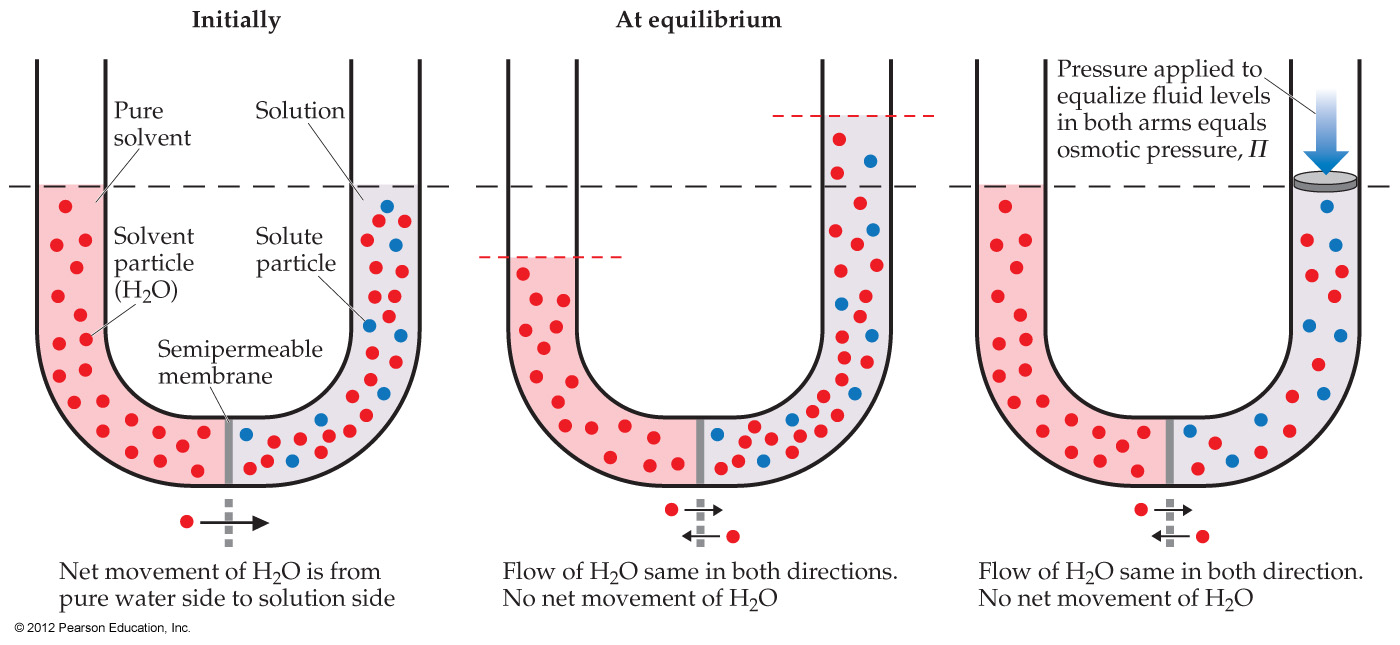 Initially
Pure
solvent
Solution
Solvent
particle
(H₂O)
Solute
particle
Semipermeable
membrane
Net movement of H₂O is from
pure water side to solution side
At equilibrium
Flow of H₂O same in both directions.
No net movement of H₂O
Pressure applied to
equalize fluid levels
in both arms equals
osmotic pressure, Π
Flow of H₂O same in both direction.
No net movement of H₂O
© 2012 Pearson Education, Inc.